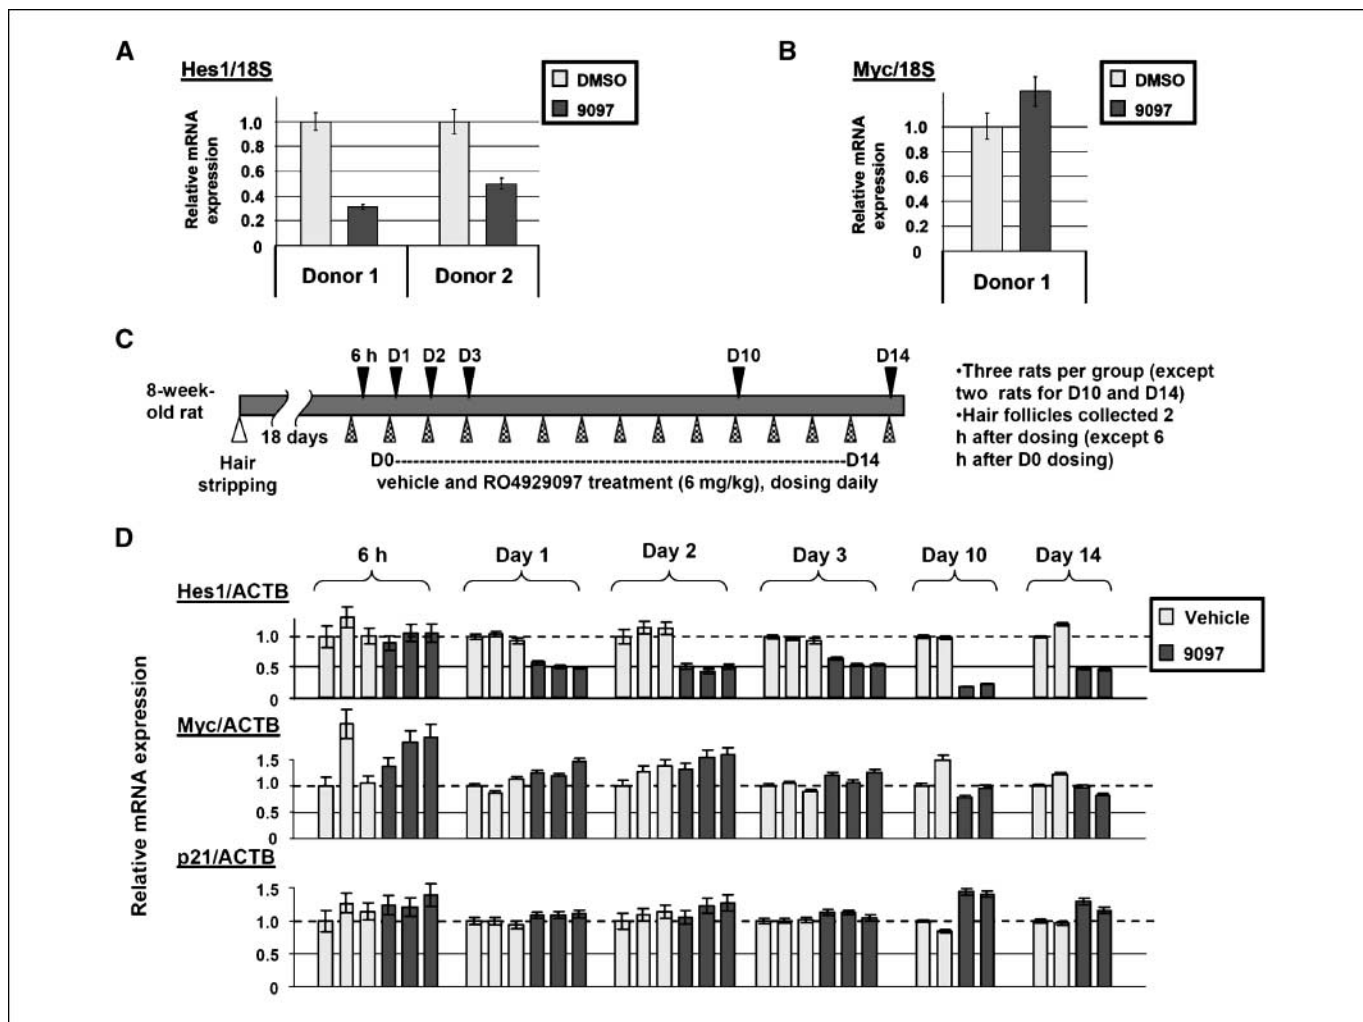 A
Hes1/18S
DMSO
9097
Relative mRNA
expression
1.0
0.8
0.6
0.4
0.2
0
Donor 1
Donor 2
B
Myc/18S
DMSO
9097
Relative mRNA
expression
1.0
0.8
0.6
0.4
0.2
0
Donor 1
C
6 h D1 D2 D3 D10 D14
8-week-
old rat
18 days
Hair
stripping
D0----------------------------------------------------D14
vehicle and RO4929097 treatment (6 mg/kg), dosing daily
•Three rats per group (except
two rats for D10 and D14)
•Hair follicles collected 2
h after dosing (except 6
h after D0 dosing)
D
6 h Day 1 Day 2 Day 3 Day 10 Day 14
Relative mRNA expression
Hes1/ACTB
1.0
0.5
0
Vehicle
9097
Myc/ACTB
1.5
1.0
0.5
0
p21/ACTB
1.5
1.0
0.5
0